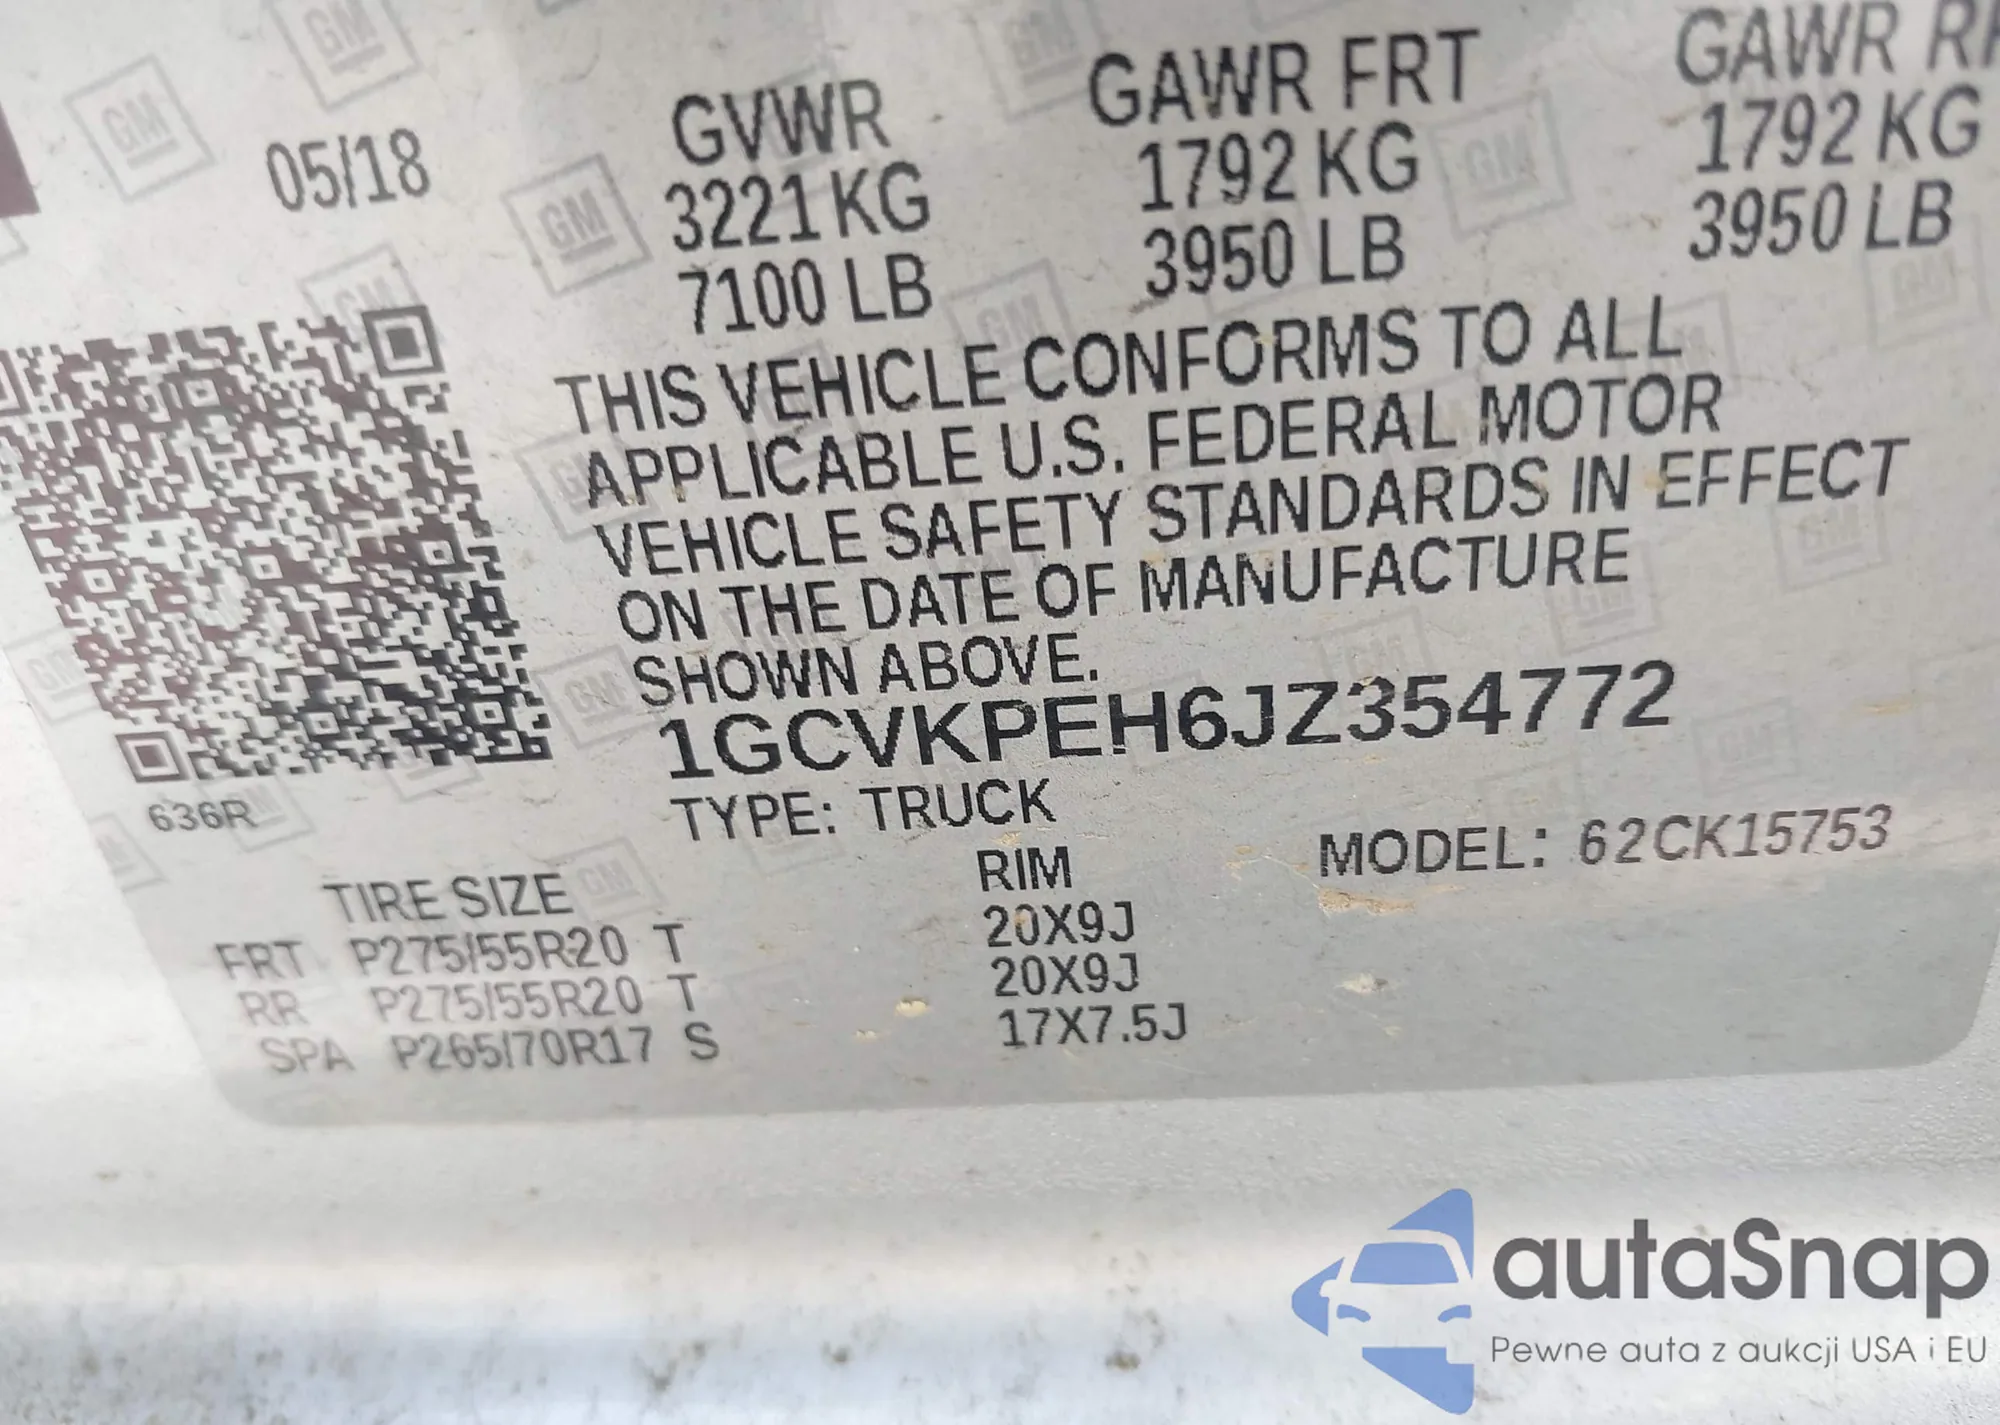 05/18
GVWR
3221 KG
7100 LB
GAWR FRT
1792 KG
3950 LB
GAWR
1792 KG
3950 LB
THIS VEHICLE CONFORMS TO ALL
APPLICABLE U.S. FEDERAL MOTOR
VEHICLE SAFETY STANDARDS IN EFFECT
ON THE DATE OF MANUFACTURE
SHOWN ABOVE.
1GCVKPEH6JZ354772
TYPE: TRUCK
MODEL: 62CK15753
636R
TIRE SIZE
RIM
FRT P275/55R20 T 20X9J
RR P275/55R20 T 20X9J
SPA P265/70R17 S 17X7.5J
GM
autaSnap
Pewne auta z aukcji USA i EU